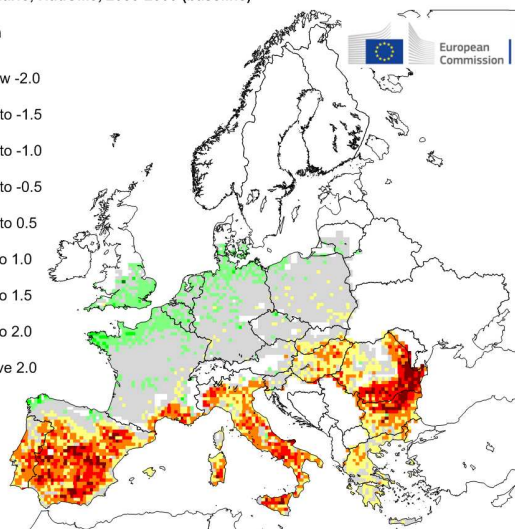 (baseline)
European
Commission
w -2.0
to -1.5
to -1.0
to -0.5
to 0.5
o 1.0
o 1.5
o 2.0
ve 2.0